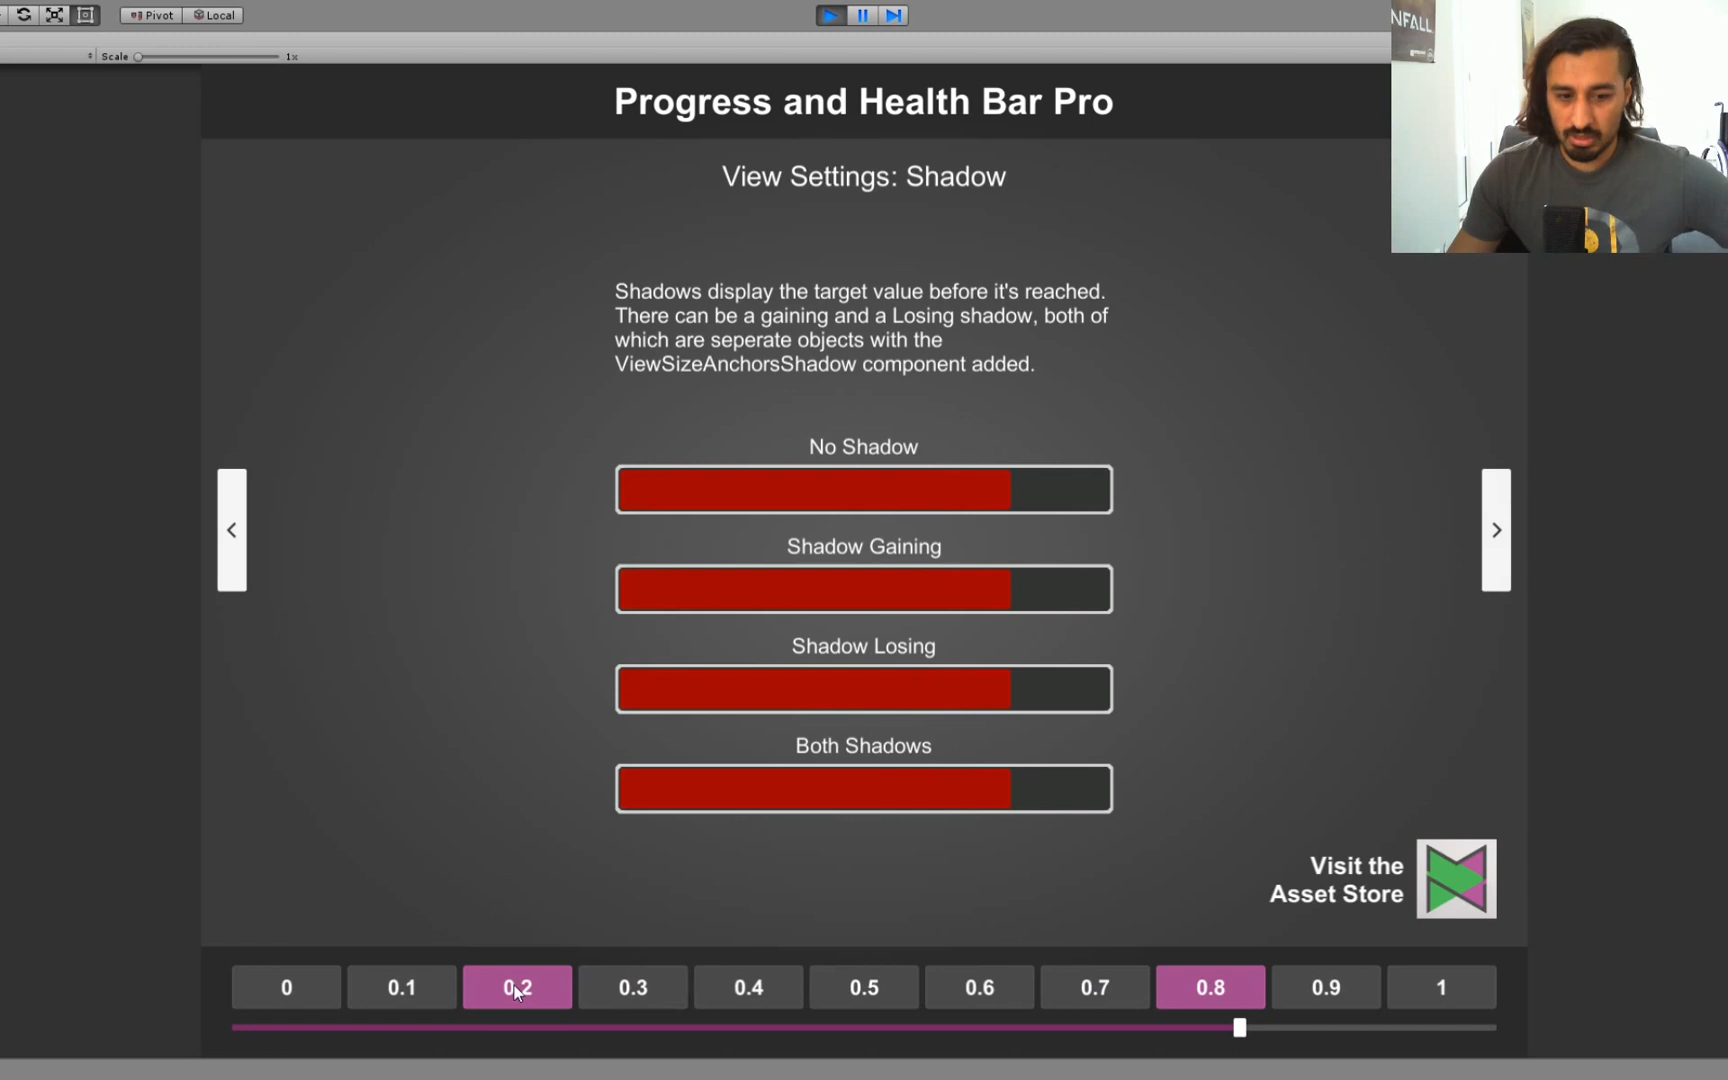 Pivot Local
Scale 1x
NFALL
Progress and Health Bar Pro
View Settings: Shadow
Shadows display the target value before it's reached.
There can be a gaining and a Losing shadow, both of
which are seperate objects with the
ViewSizeAnchorsShadow component added.
No Shadow
Shadow Gaining
Shadow Losing
Both Shadows
Visit the
Asset Store
0 0.1 0.2 0.3 0.4 0.5 0.6 0.7 0.8 0.9 1